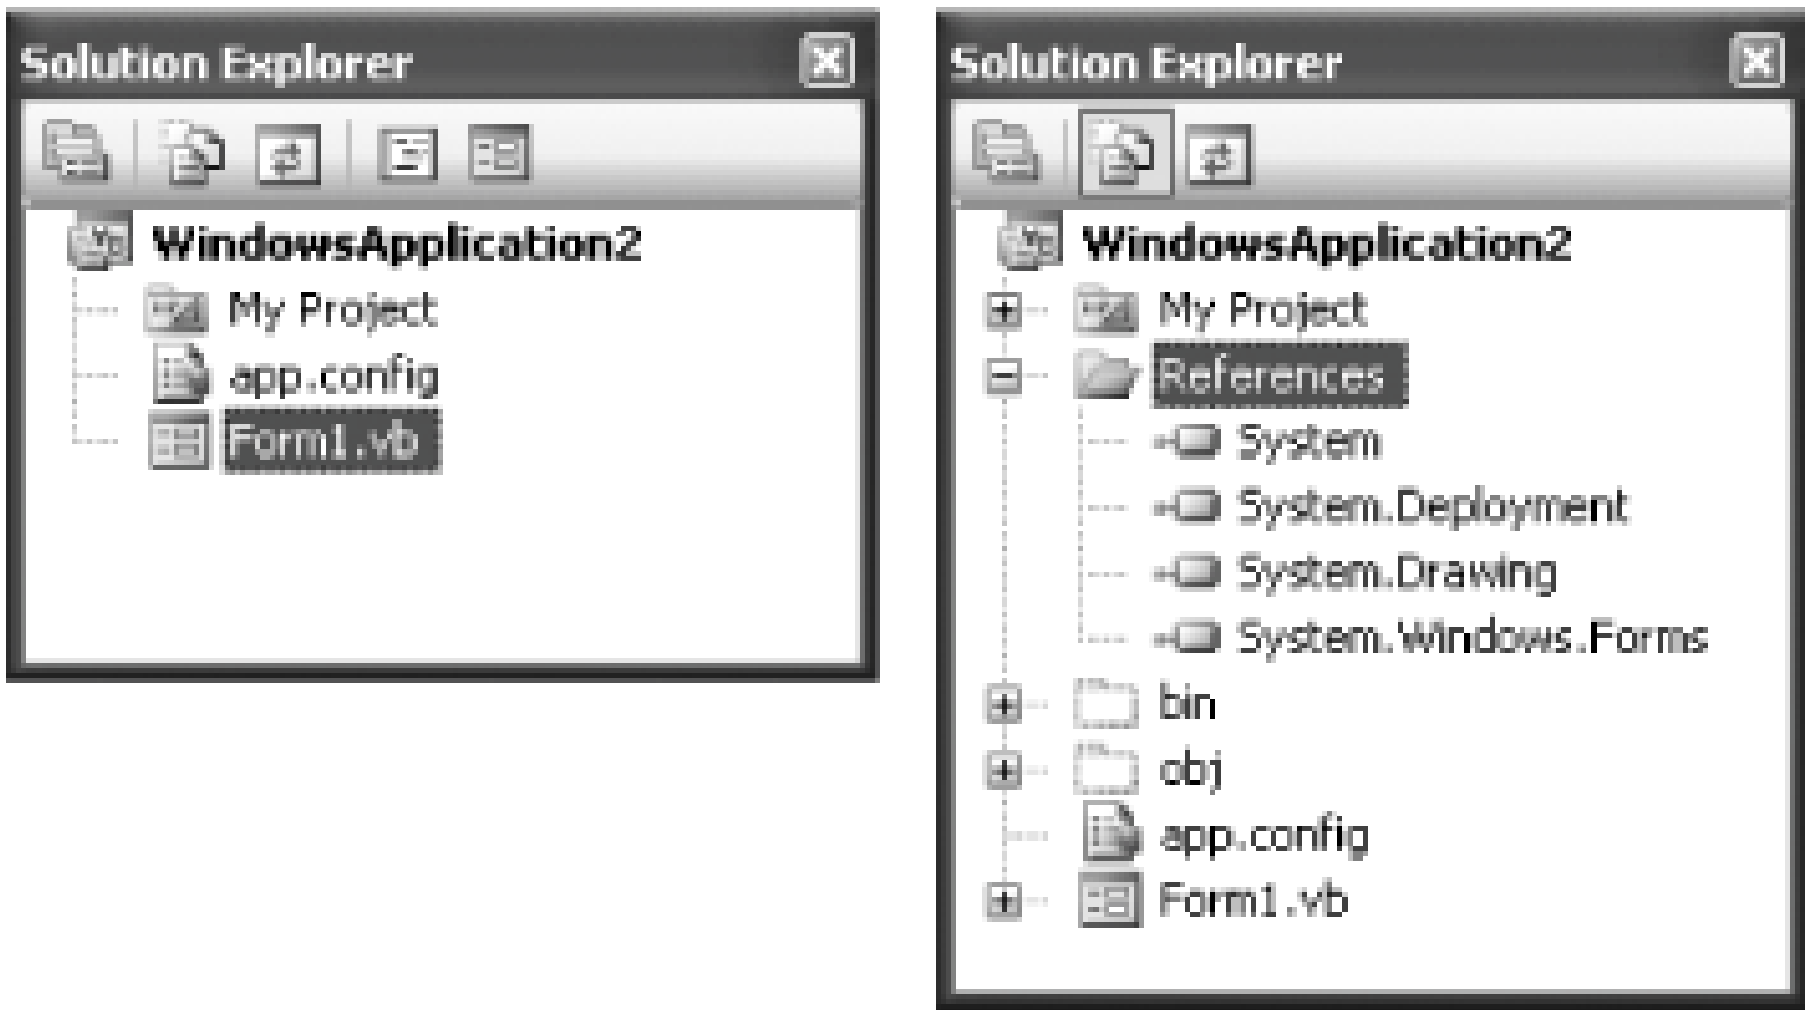 Solution Explorer
WindowsApplication2
My Project
app.config
Form1.vb
Solution Explorer
WindowsApplication2
My Project
References
System
System.Deployment
System.Drawing
System.Windows.Forms
bin
obj
app.config
Form1.vb